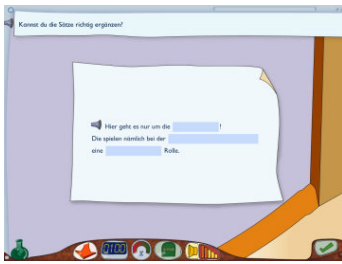 Kannst du die Sätze richtig ergänzen?
Hier geht es nur um die !
Die spielen nämlich bei der
eine Rolle.